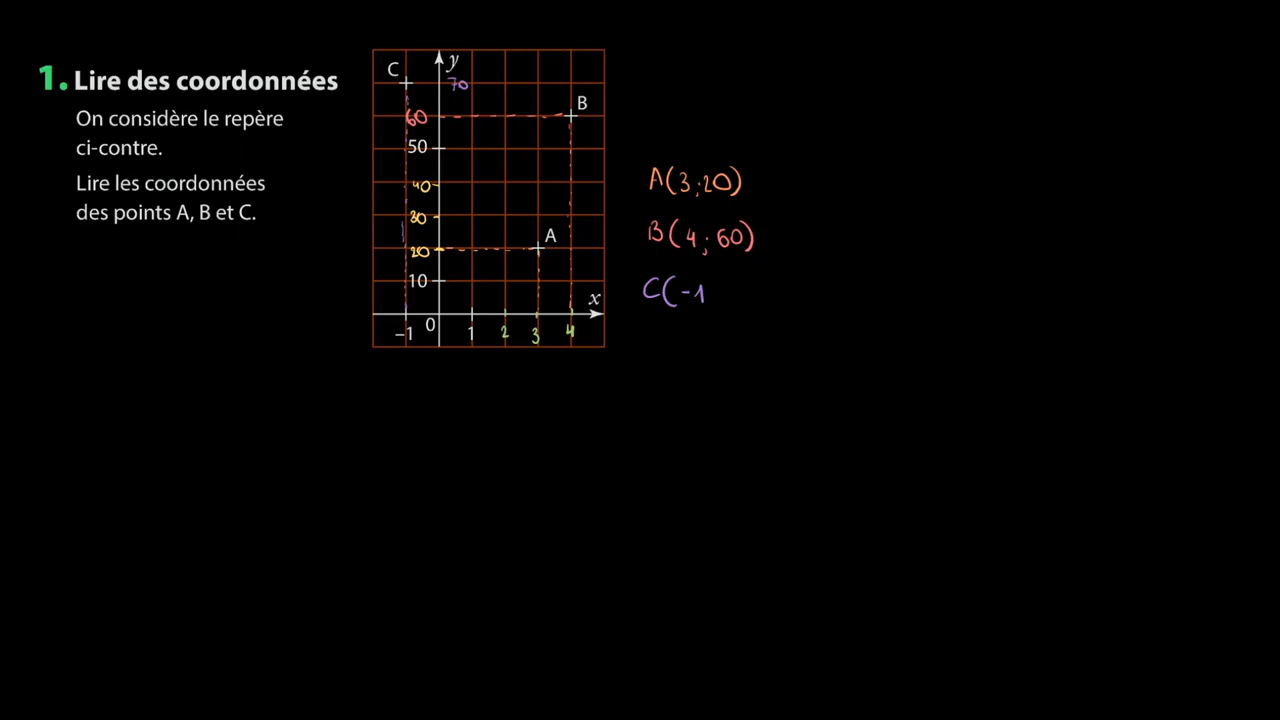 1. Lire des coordonnées
On considère le repère
ci-contre.
Lire les coordonnées
des points A, B et C.
C
y
70
B
60
50
40
30
A
20
10
x
0
-1 1 2 3 4
A(3;20)
B(4;60)
C(-1